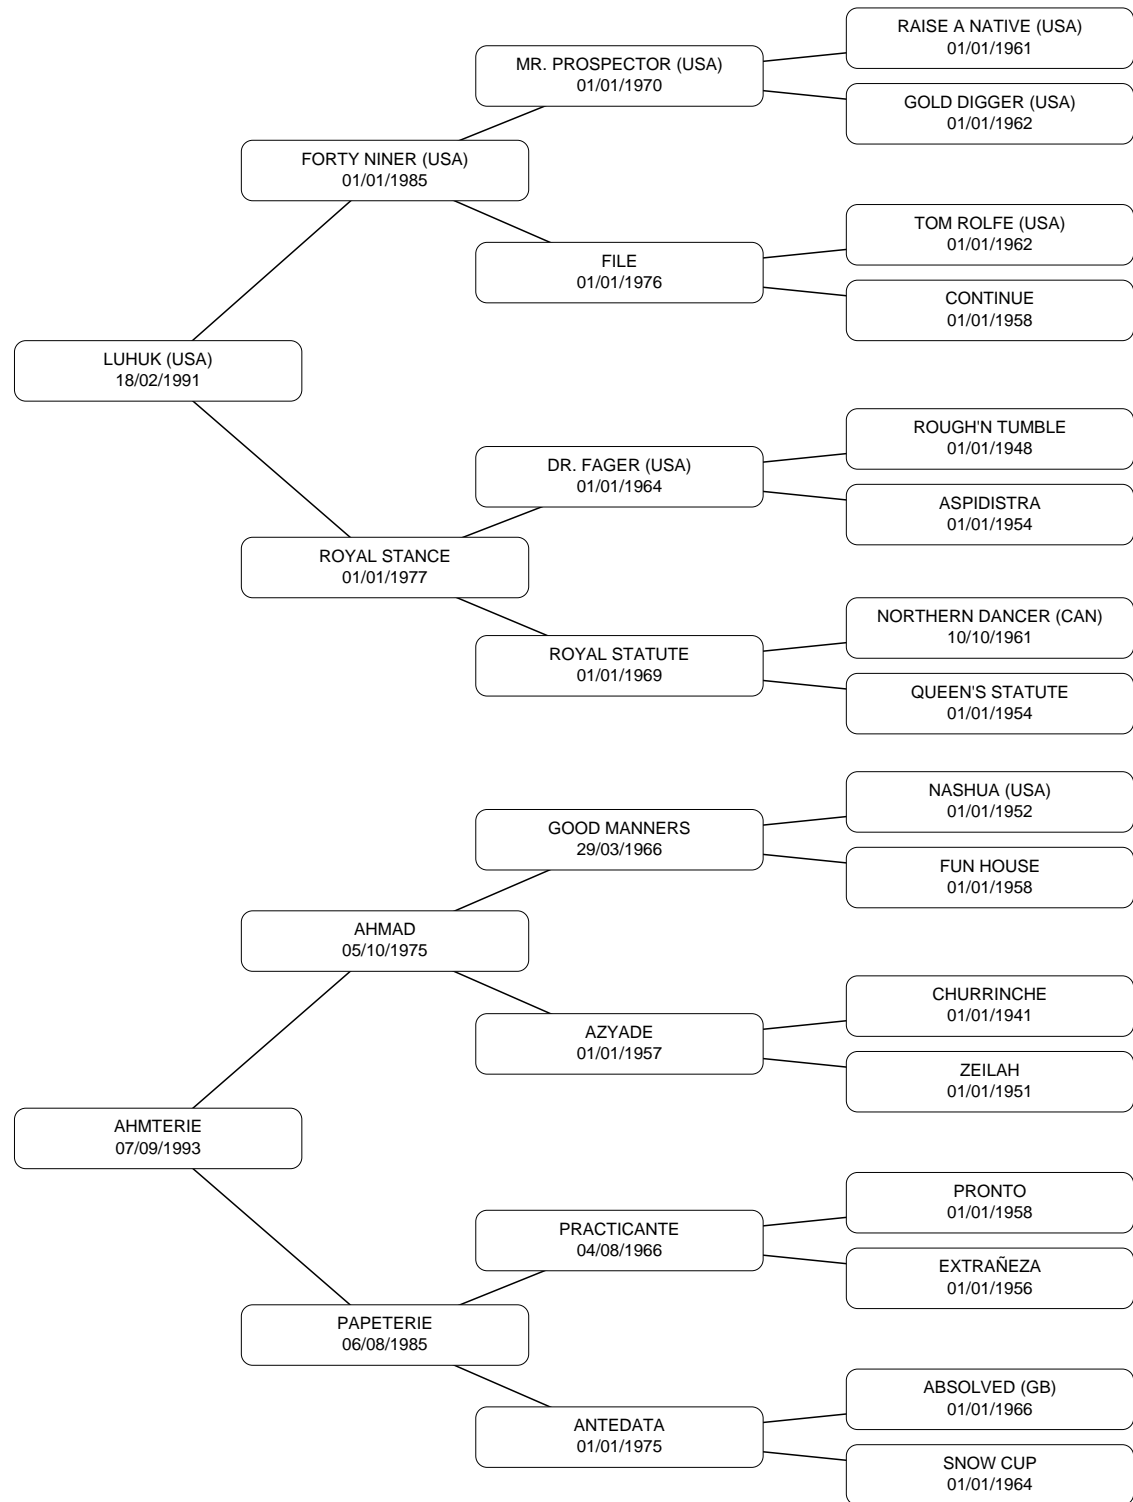 RAISE A NATIVE (USA)
01/01/1961
MR. PROSPECTOR (USA)
01/01/1970
GOLD DIGGER (USA)
01/01/1962
FORTY NINER (USA)
01/01/1985
TOM ROLFE (USA)
01/01/1962
FILE
01/01/1976
CONTINUE
01/01/1958
LUHUK (USA)
18/02/1991
ROUGH'N TUMBLE
01/01/1948
DR. FAGER (USA)
01/01/1964
ASPIDISTRA
01/01/1954
ROYAL STANCE
01/01/1977
NORTHERN DANCER (CAN)
10/10/1961
ROYAL STATUTE
01/01/1969
QUEEN'S STATUTE
01/01/1954
NASHUA (USA)
01/01/1952
GOOD MANNERS
29/03/1966
FUN HOUSE
01/01/1958
AHMAD
05/10/1975
CHURRINCHE
01/01/1941
AZYADE
01/01/1957
ZEILAH
01/01/1951
AHMTERIE
07/09/1993
PRONTO
01/01/1958
PRACTICANTE
04/08/1966
EXTRAÑEZA
01/01/1956
PAPETERIE
06/08/1985
ABSOLVED (GB)
01/01/1966
ANTEDATA
01/01/1975
SNOW CUP
01/01/1964